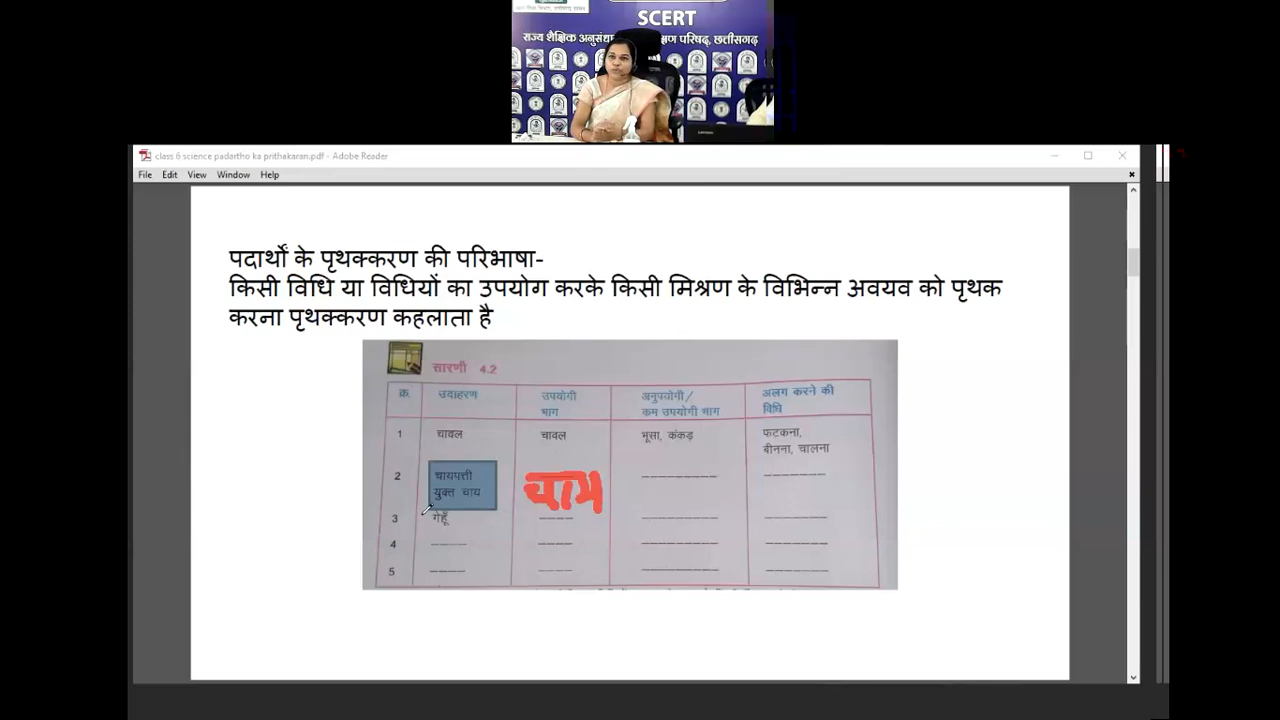 SCERT
राज्य शैक्षिक अनुसंधान क्षण परिषद्, छत्तीसगढ़
class 6 science padartho ka prithakaran.pdf - Adobe Reader
File Edit View Window Help
पदार्थों के पृथक्करण की परिभाषा-
किसी विधि या विधियों का उपयोग करके किसी मिश्रण के विभिन्न अवयव को पृथक
करना पृथक्करण कहलाता है
सारणी 4.2
क्र. उदाहरण उपयोगी भाग अनुपयोगी/ कम उपयोगी भाग अलग करने की विधि
1 चावल चावल भूसा, कंकड़ फटकना, बीनना, चालना
2 चायपत्ती युक्त चाय चाय
3 गेहूँ
4
5